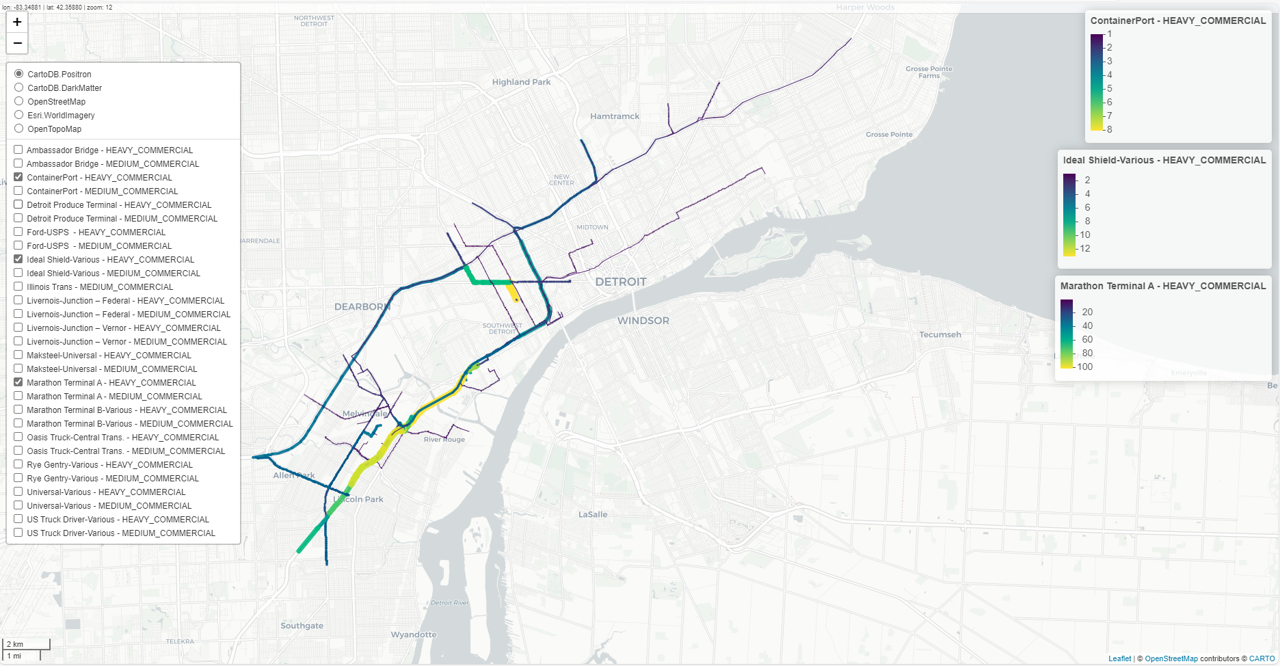 lon: -83.34881 | lat: 42.35880 | zoom: 12
+
−
CartoDB.Positron
CartoDB.DarkMatter
OpenStreetMap
Esri.WorldImagery
OpenTopoMap
Ambassador Bridge - HEAVY_COMMERCIAL
Ambassador Bridge - MEDIUM_COMMERCIAL
ContainerPort - HEAVY_COMMERCIAL
ContainerPort - MEDIUM_COMMERCIAL
Detroit Produce Terminal - HEAVY_COMMERCIAL
Detroit Produce Terminal - MEDIUM_COMMERCIAL
Ford-USPS - HEAVY_COMMERCIAL
Ford-USPS - MEDIUM_COMMERCIAL
Ideal Shield-Various - HEAVY_COMMERCIAL
Ideal Shield-Various - MEDIUM_COMMERCIAL
Illinois Trans - MEDIUM_COMMERCIAL
Livernois-Junction – Federal - HEAVY_COMMERCIAL
Livernois-Junction – Federal - MEDIUM_COMMERCIAL
Livernois-Junction – Vernor - HEAVY_COMMERCIAL
Livernois-Junction – Vernor - MEDIUM_COMMERCIAL
Maksteel-Universal - HEAVY_COMMERCIAL
Maksteel-Universal - MEDIUM_COMMERCIAL
Marathon Terminal A - HEAVY_COMMERCIAL
Marathon Terminal A - MEDIUM_COMMERCIAL
Marathon Terminal B-Various - HEAVY_COMMERCIAL
Marathon Terminal B-Various - MEDIUM_COMMERCIAL
Oasis Truck-Central Trans. - HEAVY_COMMERCIAL
Oasis Truck-Central Trans. - MEDIUM_COMMERCIAL
Rye Gentry-Various - HEAVY_COMMERCIAL
Rye Gentry-Various - MEDIUM_COMMERCIAL
Universal-Various - HEAVY_COMMERCIAL
Universal-Various - MEDIUM_COMMERCIAL
US Truck Driver-Various - HEAVY_COMMERCIAL
US Truck Driver-Various - MEDIUM_COMMERCIAL
2 km
1 mi
NORTHWEST
DETROIT
Harper Woods
Highland Park
Grosse Pointe
Farms
Hamtramck
Grosse Pointe
NEW
CENTER
MIDTOWN
WARRENDALE
DETROIT
DEARBORN
WINDSOR
SOUTHWEST
DETROIT
Tecumseh
Melvindale
River Rouge
Allen Park
Lincoln Park
LaSalle
Detroit River
Southgate
Wyandotte
TELEKRA
Be
ContainerPort - HEAVY_COMMERCIAL
1
2
3
4
5
6
7
8
Ideal Shield-Various - HEAVY_COMMERCIAL
2
4
6
8
10
12
Marathon Terminal A - HEAVY_COMMERCIAL
20
40
60
80
100
Leaflet | © OpenStreetMap contributors © CARTO